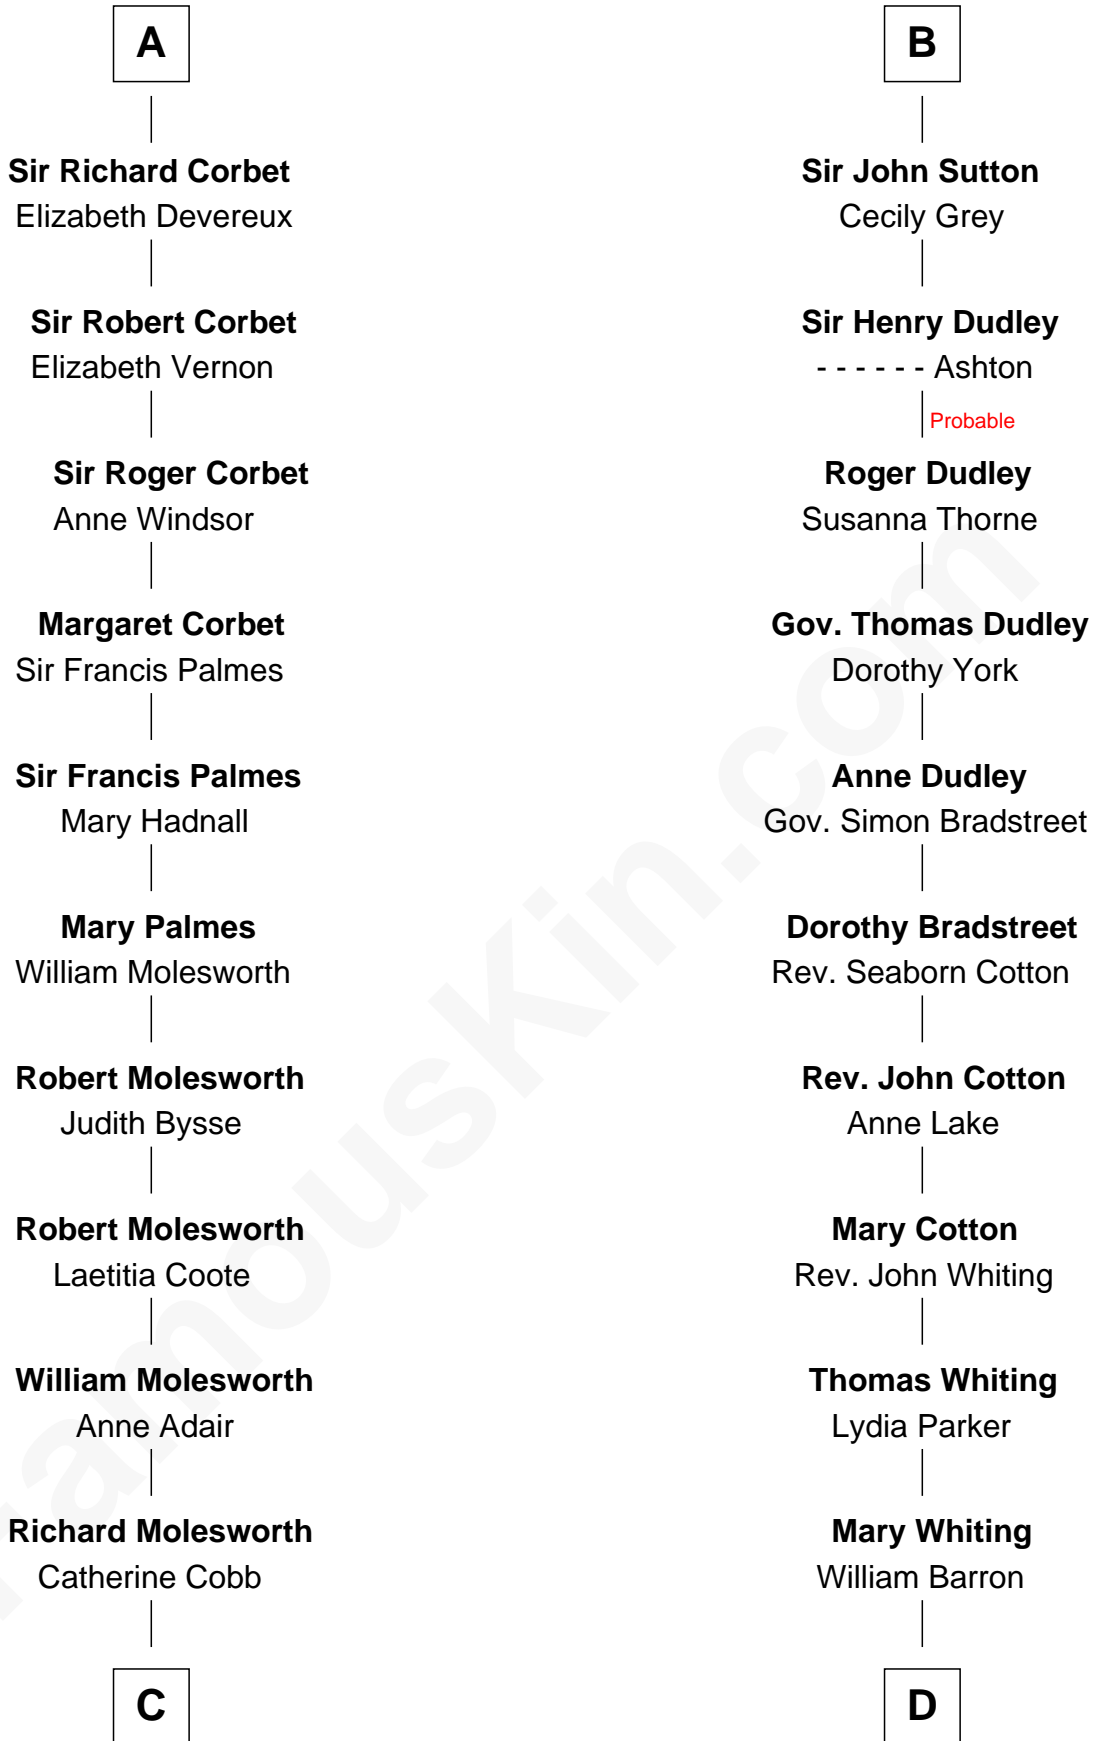 A
Sir Richard Corbet
Elizabeth Devereux
Sir Robert Corbet
Elizabeth Vernon
Sir Roger Corbet
Anne Windsor
Margaret Corbet
Sir Francis Palmes
Sir Francis Palmes
Mary Hadnall
Mary Palmes
William Molesworth
Robert Molesworth
Judith Bysse
Robert Molesworth
Laetitia Coote
William Molesworth
Anne Adair
Richard Molesworth
Catherine Cobb
C
B
Sir John Sutton
Cecily Grey
Sir Henry Dudley
- - - - - - Ashton
Probable
Roger Dudley
Susanna Thorne
Gov. Thomas Dudley
Dorothy York
Anne Dudley
Gov. Simon Bradstreet
Dorothy Bradstreet
Rev. Seaborn Cotton
Rev. John Cotton
Anne Lake
Mary Cotton
Rev. John Whiting
Thomas Whiting
Lydia Parker
Mary Whiting
William Barron
D
FamousKin.com